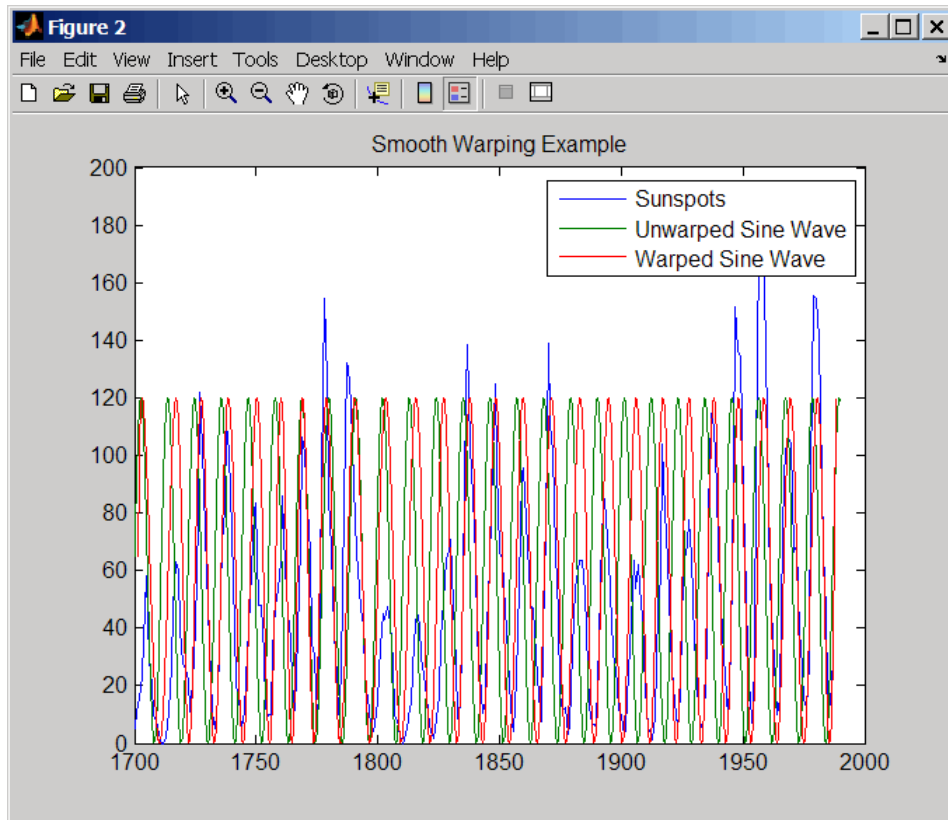 Figure 2
File Edit View Insert Tools Desktop Window Help
Smooth Warping Example
200
180
160
140
120
100
80
60
40
20
0
Sunspots
Unwarped Sine Wave
Warped Sine Wave
1700 1750 1800 1850 1900 1950 2000